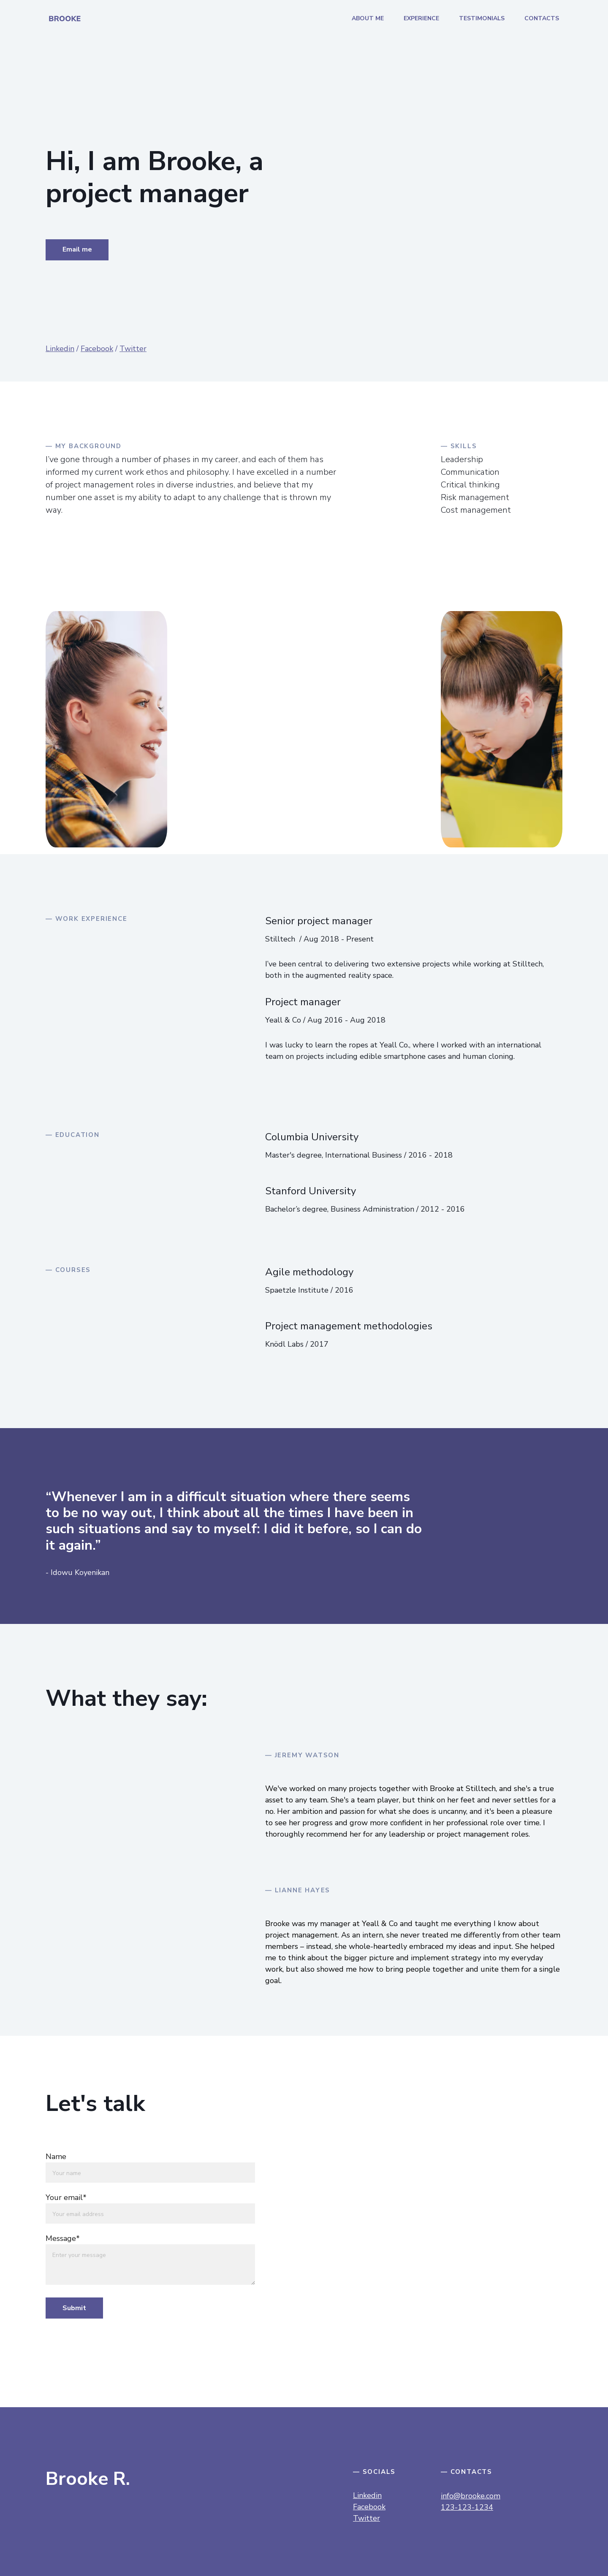 BROOKE
ABOUT ME
EXPERIENCE
TESTIMONIALS
CONTACTS
Hi, I am Brooke, a
project manager
Email me
Linkedin / Facebook / Twitter
— MY BACKGROUND
I've gone through a number of phases in my career, and each of them has
informed my current work ethos and philosophy. I have excelled in a number
of project management roles in diverse industries, and believe that my
number one asset is my ability to adapt to any challenge that is thrown my
way.
— SKILLS
Leadership
Communication
Critical thinking
Risk management
Cost management
— WORK EXPERIENCE
Senior project manager
Stilltech / Aug 2018 - Present
I've been central to delivering two extensive projects while working at Stilltech,
both in the augmented reality space.
Project manager
Yeall & Co / Aug 2016 - Aug 2018
I was lucky to learn the ropes at Yeall Co., where I worked with an international
team on projects including edible smartphone cases and human cloning.
— EDUCATION
Columbia University
Master's degree, International Business / 2016 - 2018
Stanford University
Bachelor's degree, Business Administration / 2012 - 2016
— COURSES
Agile methodology
Spaetzle Institute / 2016
Project management methodologies
Knödl Labs / 2017
“Whenever I am in a difficult situation where there seems
to be no way out, I think about all the times I have been in
such situations and say to myself: I did it before, so I can do
it again.”
- Idowu Koyenikan
What they say:
— JEREMY WATSON
We've worked on many projects together with Brooke at Stilltech, and she's a true
asset to any team. She's a team player, but think on her feet and never settles for a
no. Her ambition and passion for what she does is uncanny, and it's been a pleasure
to see her progress and grow more confident in her professional role over time. I
thoroughly recommend her for any leadership or project management roles.
— LIANNE HAYES
Brooke was my manager at Yeall & Co and taught me everything I know about
project management. As an intern, she never treated me differently from other team
members – instead, she whole-heartedly embraced my ideas and input. She helped
me to think about the bigger picture and implement strategy into my everyday
work, but also showed me how to bring people together and unite them for a single
goal.
Let's talk
Name
Your name
Your email*
Your email address
Message*
Enter your message
Submit
Brooke R.
— SOCIALS
Linkedin
Facebook
Twitter
— CONTACTS
info@brooke.com
123-123-1234